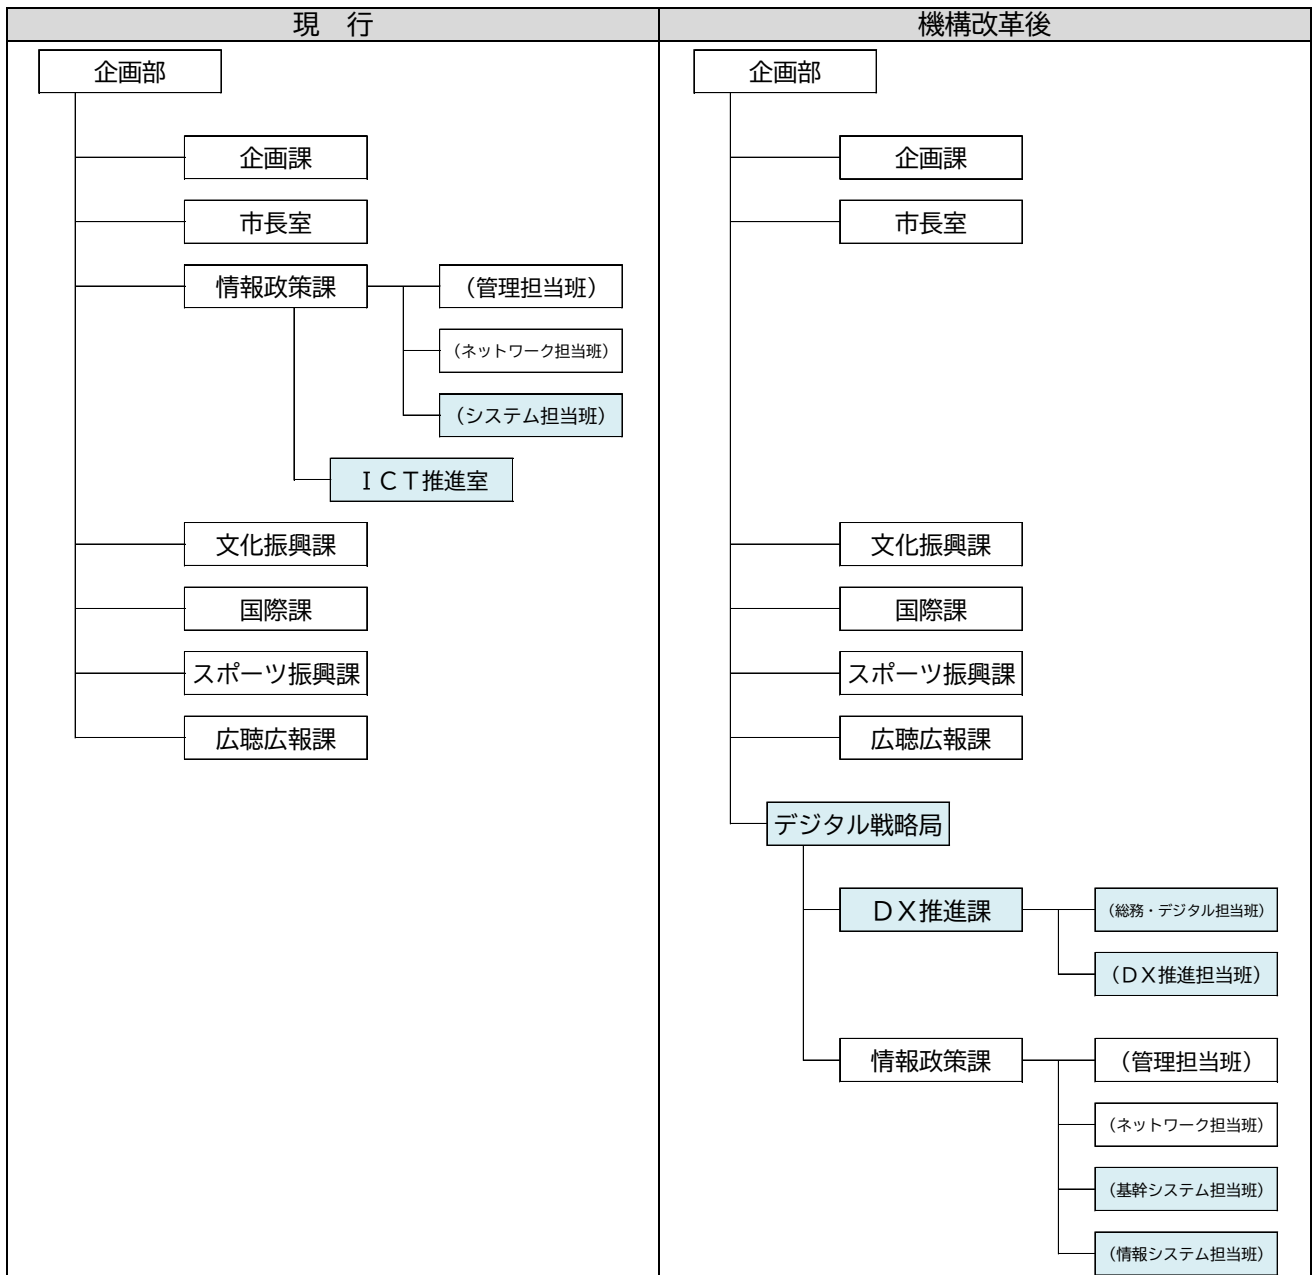 現　行
企画部
企画課
市長室
情報政策課
（管理担当班）
（ネットワーク担当班）
（システム担当班）
ＩＣＴ推進室
文化振興課
国際課
スポーツ振興課
広聴広報課
機構改革後
企画部
企画課
市長室
文化振興課
国際課
スポーツ振興課
広聴広報課
デジタル戦略局
ＤＸ推進課
（総務・デジタル担当班）
（ＤＸ推進担当班）
情報政策課
（管理担当班）
（ネットワーク担当班）
（基幹システム担当班）
（情報システム担当班）